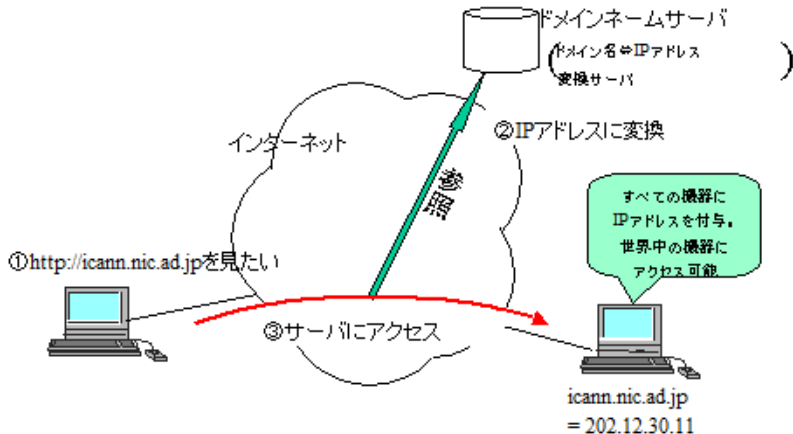 ドメインネームサーバ
(ドメイン名⇔IPアドレス
変換サーバ)
インターネット
②IPアドレスに変換
参照
すべての機器に
IPアドレスを付与。
世界中の機器に
アクセス可能
①http://icann.nic.ad.jpを見たい
③サーバにアクセス
icann.nic.ad.jp
= 202.12.30.11